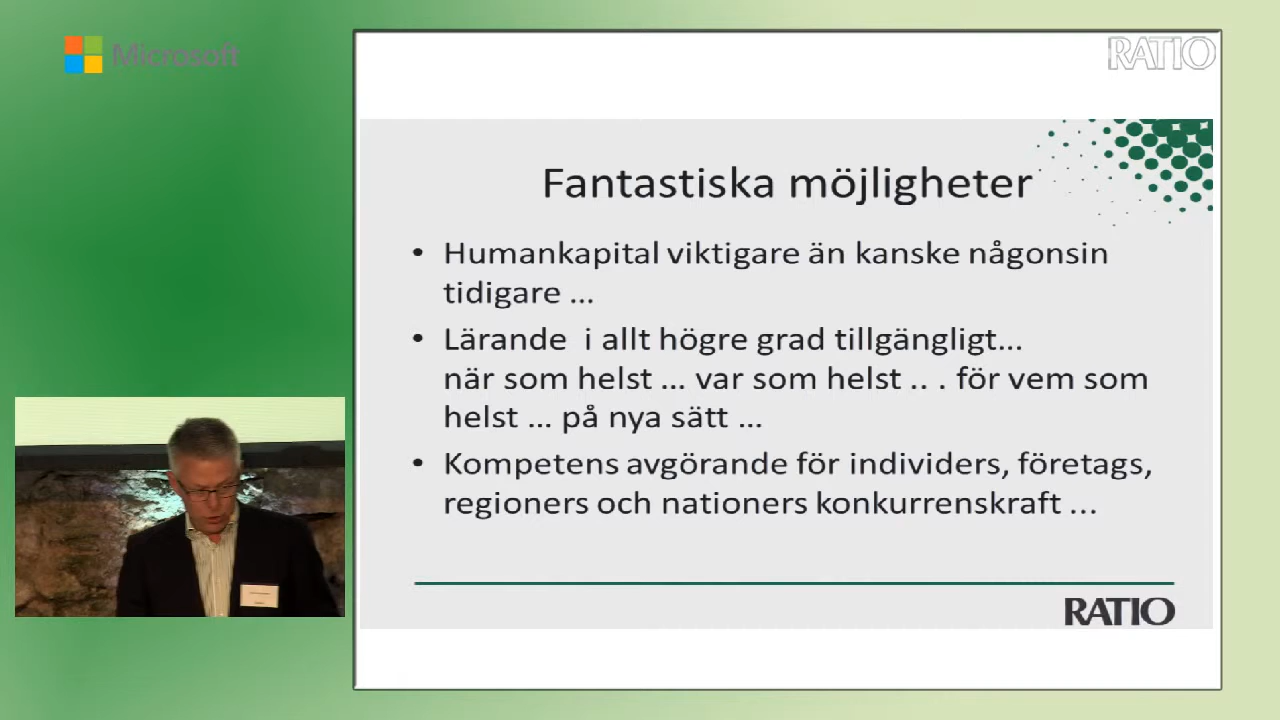 Microsoft
RATIO
Fantastiska möjligheter
• Humankapital viktigare än kanske någonsin
tidigare ...
• Lärande i allt högre grad tillgängligt...
när som helst ... var som helst .. . för vem som
helst ... på nya sätt ...
• Kompetens avgörande för individers, företags,
regioners och nationers konkurrenskraft ...
RATIO